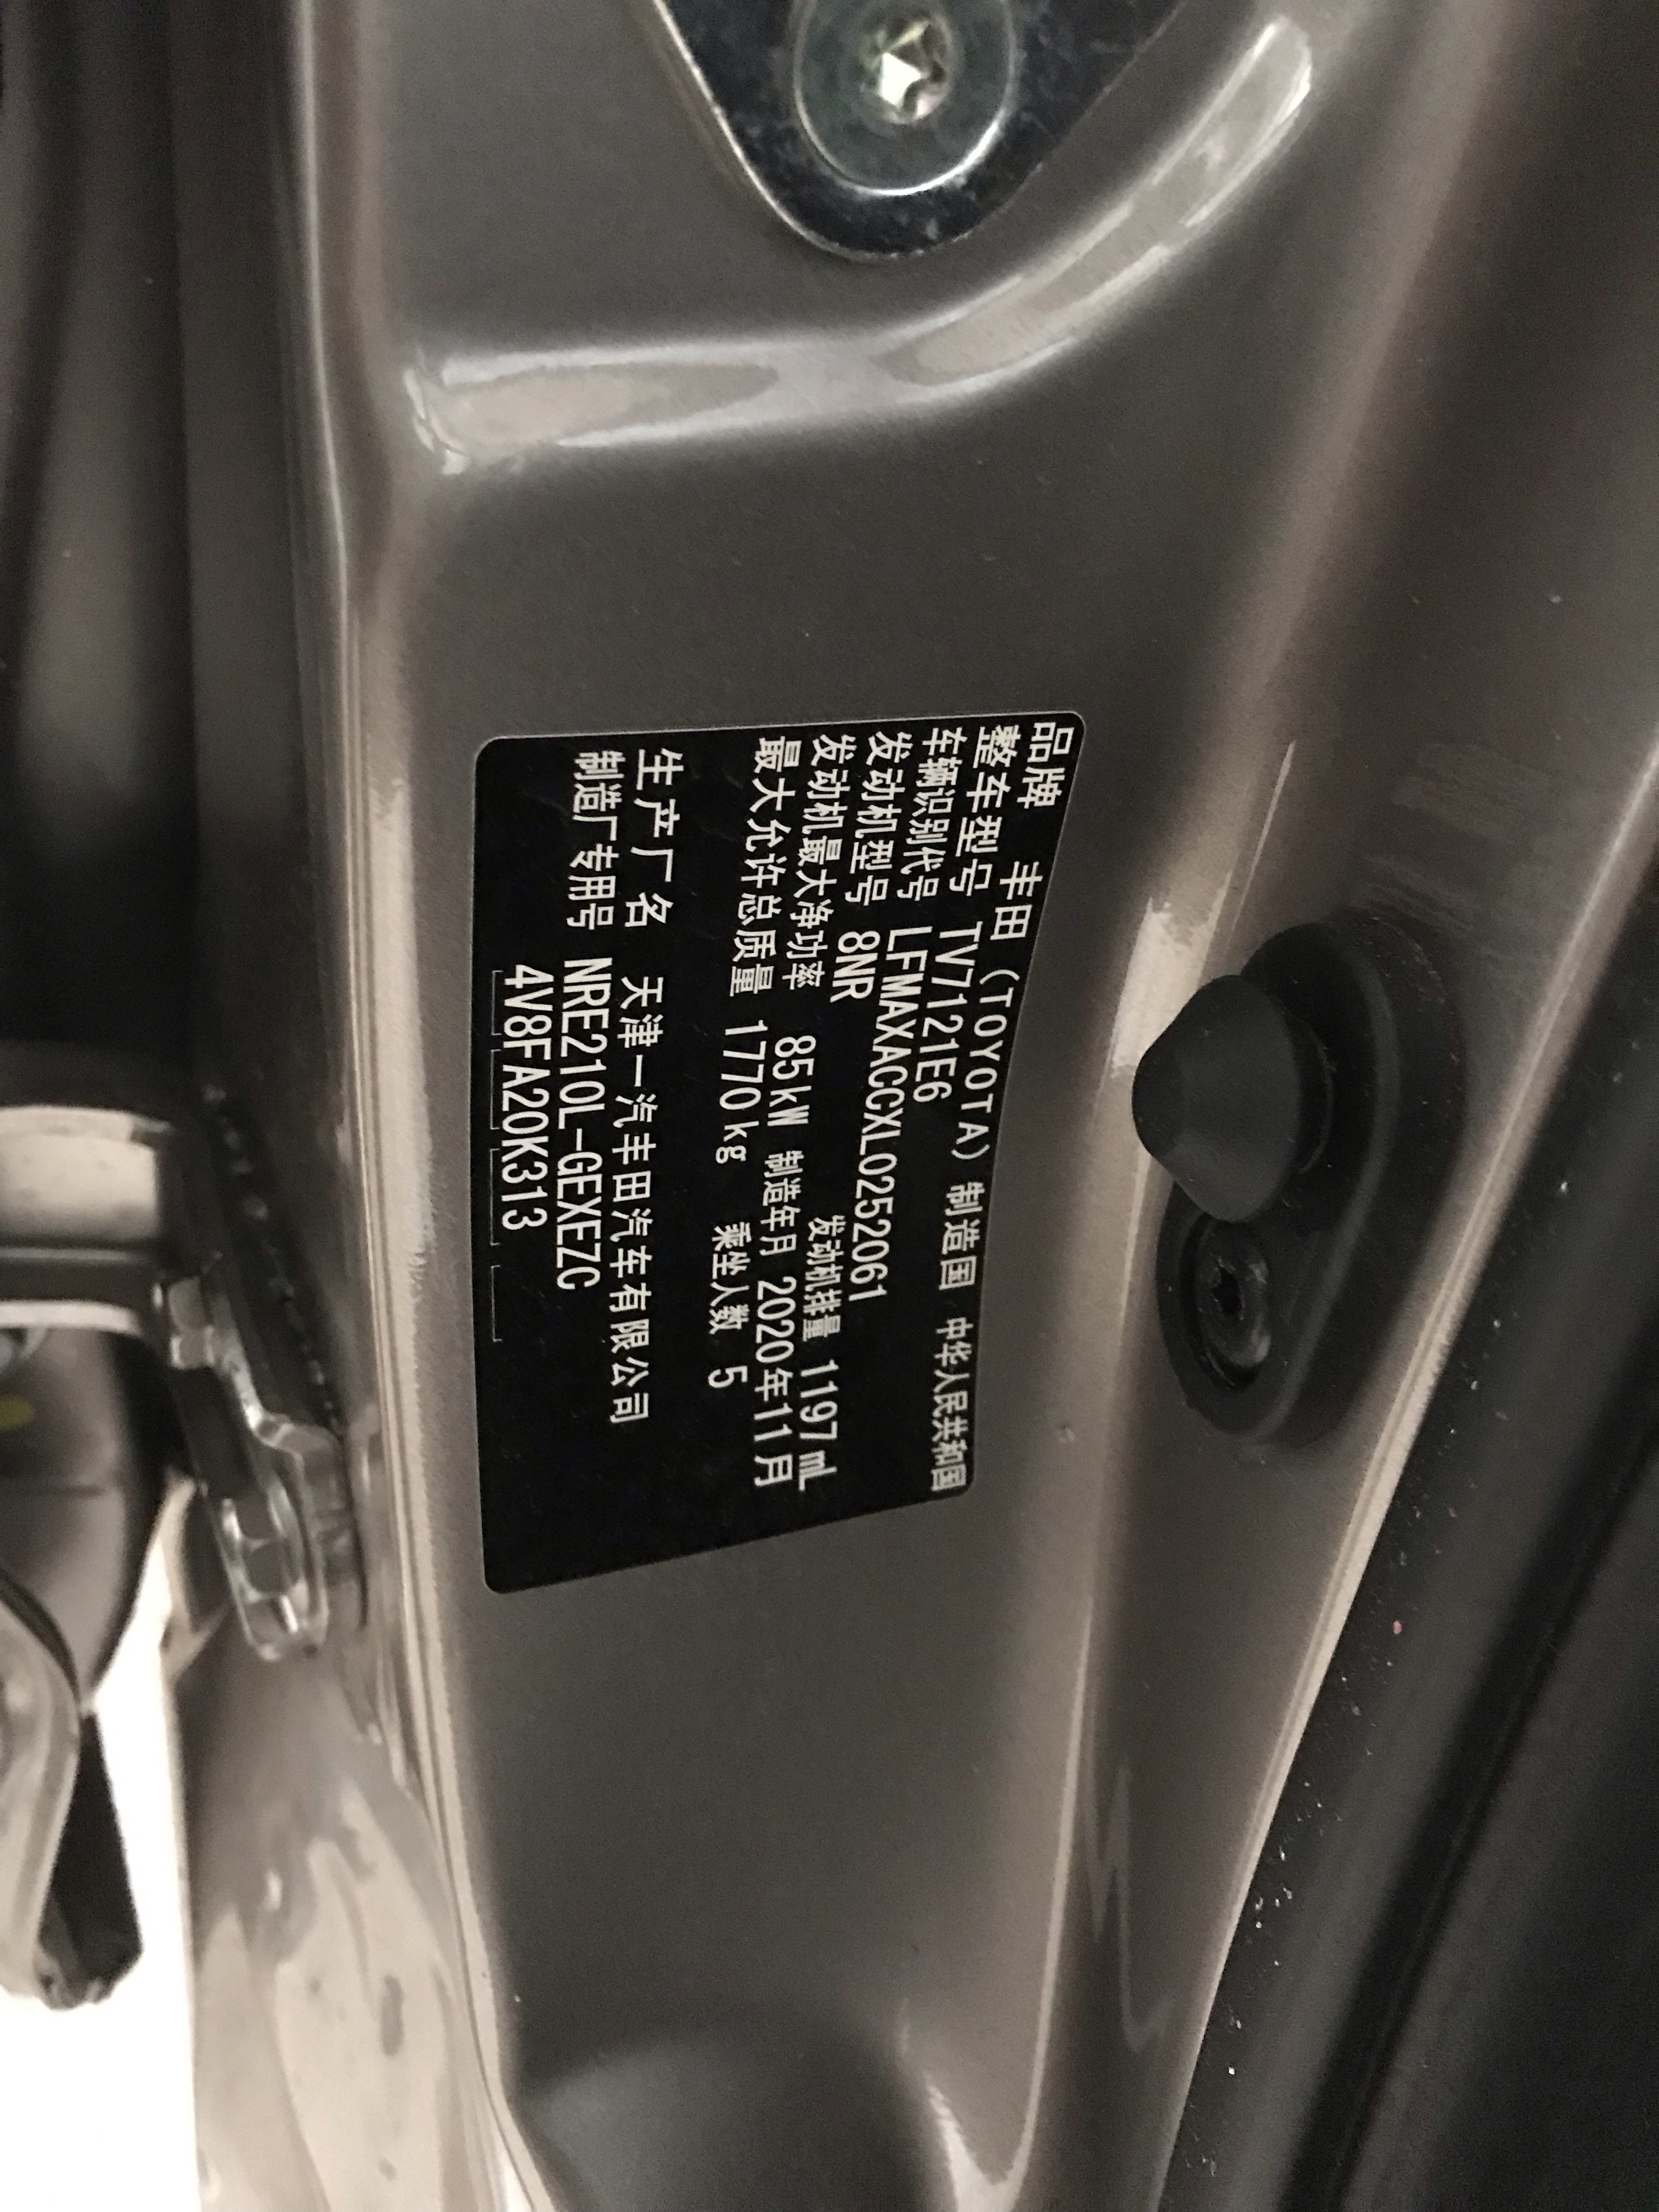 品牌 丰田 (TOYOTA) 制造国 中华人民共和国
整车型号 TV7121E6
车辆识别代号 LFMAXACCXL0252061
发动机型号 8NR 发动机排量 1197 mL
发动机最大净功率 85kW 制造年月 2020年11月
最大允许总质量 1770kg 乘坐人数 5
生产厂名 天津一汽丰田汽车有限公司
制造厂专用号 NRE210L-GEXEZC
4V8FA20K313